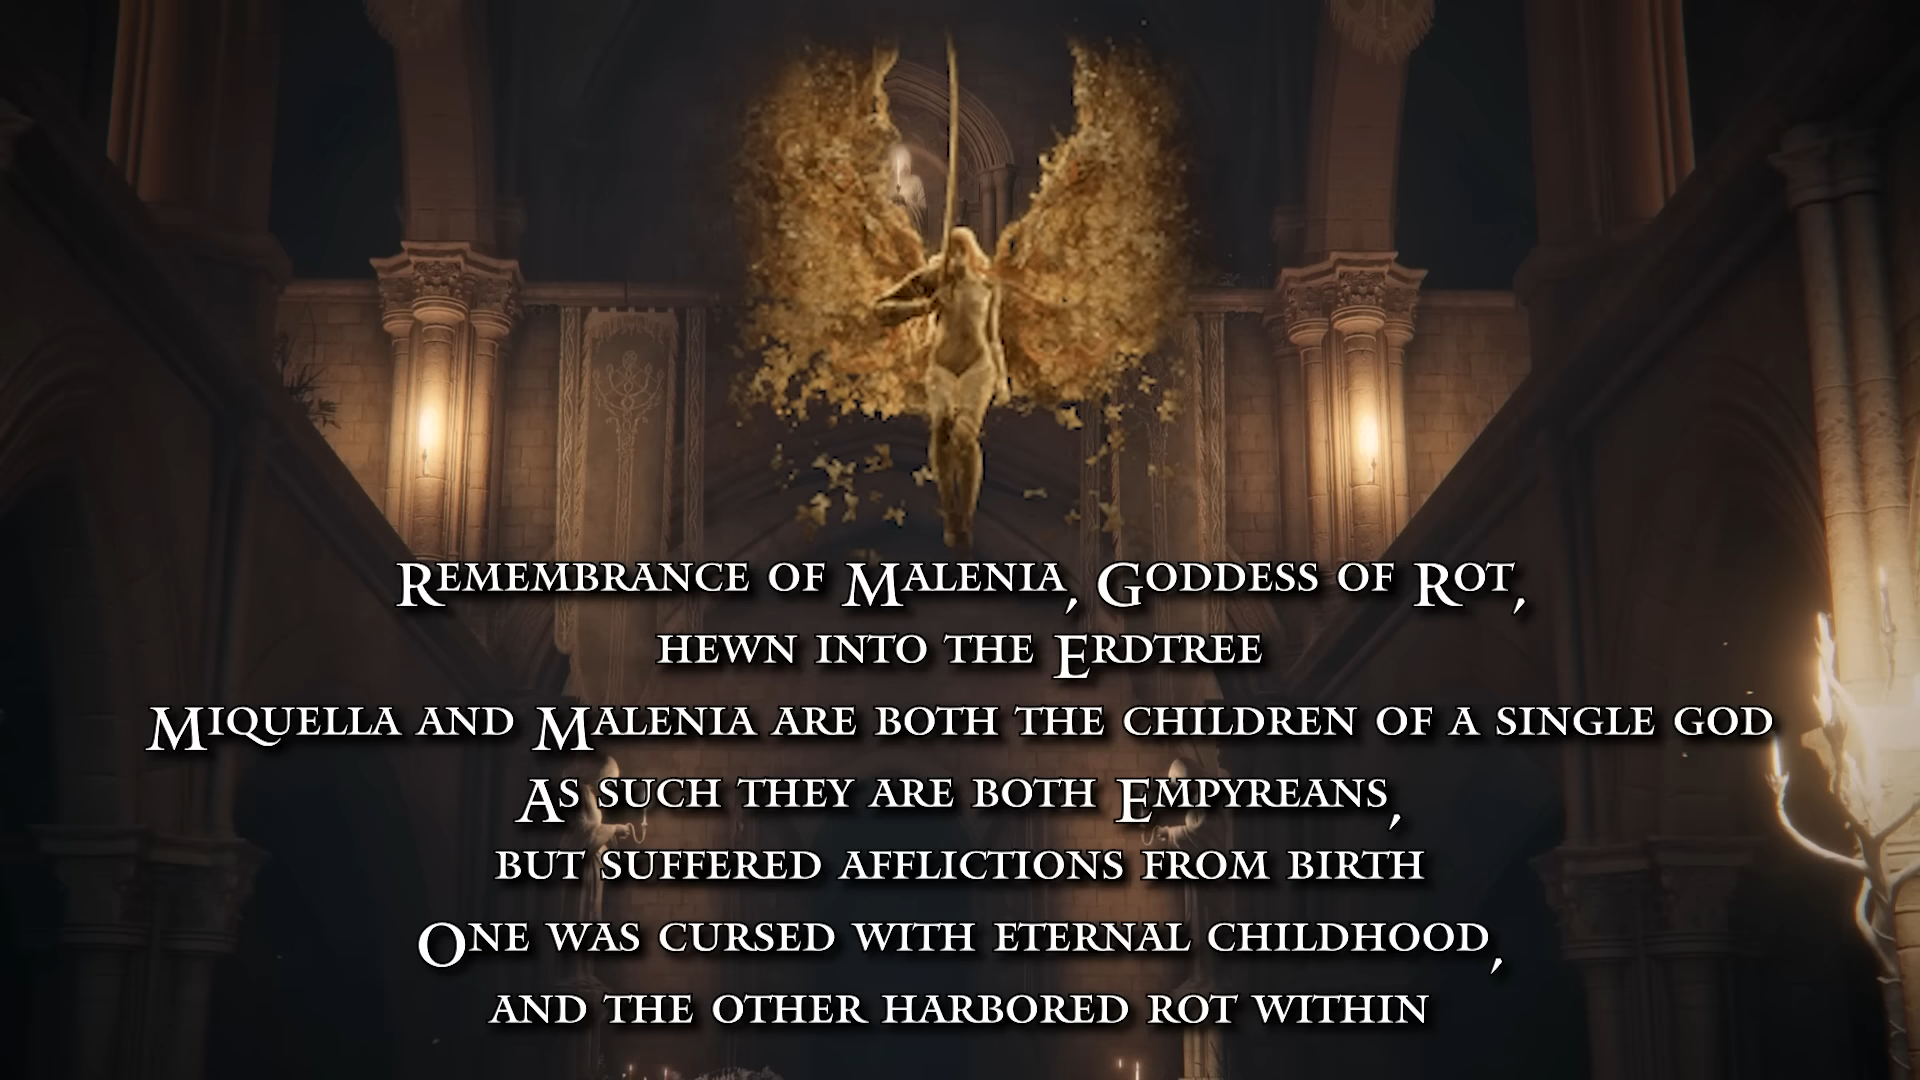 Remembrance of Malenia, Goddess of Rot,
hewn into the Erdtree
Miquella and Malenia are both the children of a single god
As such they are both Empyreans,
but suffered afflictions from birth
One was cursed with eternal childhood,
and the other harbored rot within